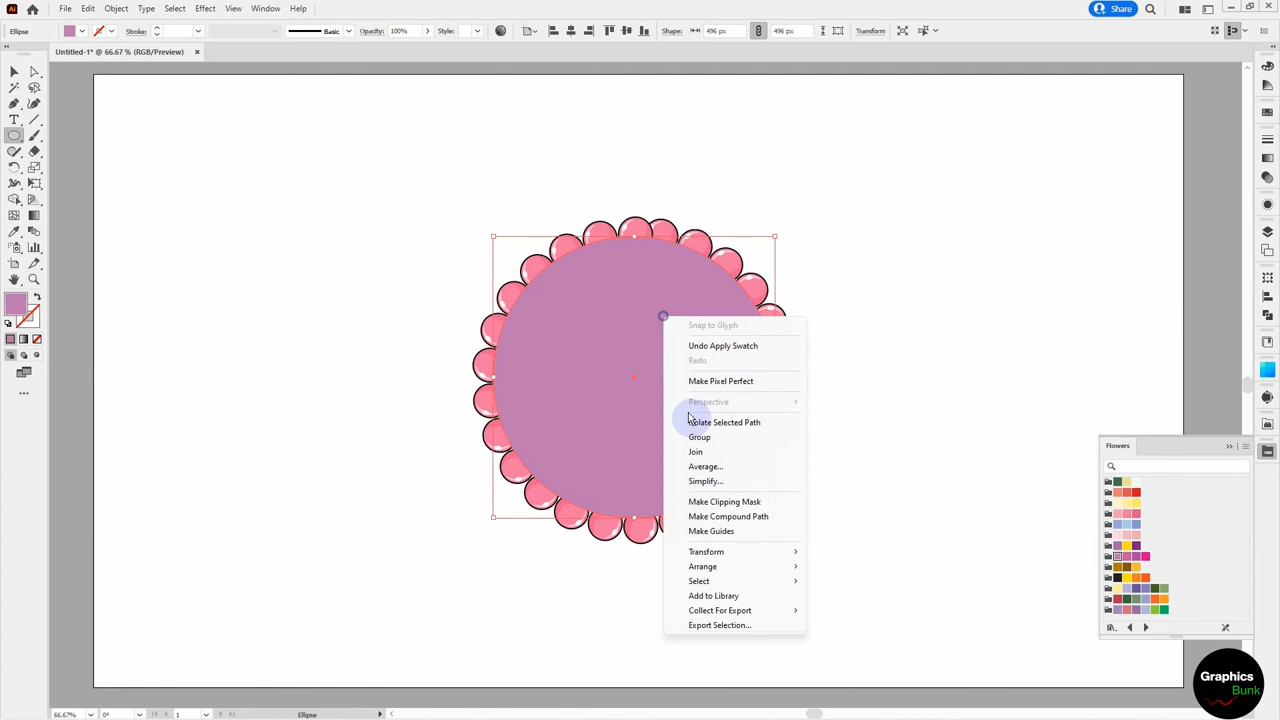 Ai File Edit Object Type Select Effect View Window Help Share
Ellipse Stroke: Basic Opacity: 100% Style: Shape: 496 px 496 px Transform
Untitled-1* @ 66.67 % (RGB/Preview) ×
Snap to Glyph
Undo Apply Swatch
Redo
Make Pixel Perfect
Perspective
Isolate Selected Path
Group
Join
Average...
Simplify...
Make Clipping Mask
Make Compound Path
Make Guides
Transform
Arrange
Select
Add to Library
Collect For Export
Export Selection...
Flowers
Graphics
Bunk
66.67% 0° 1 Ellipse